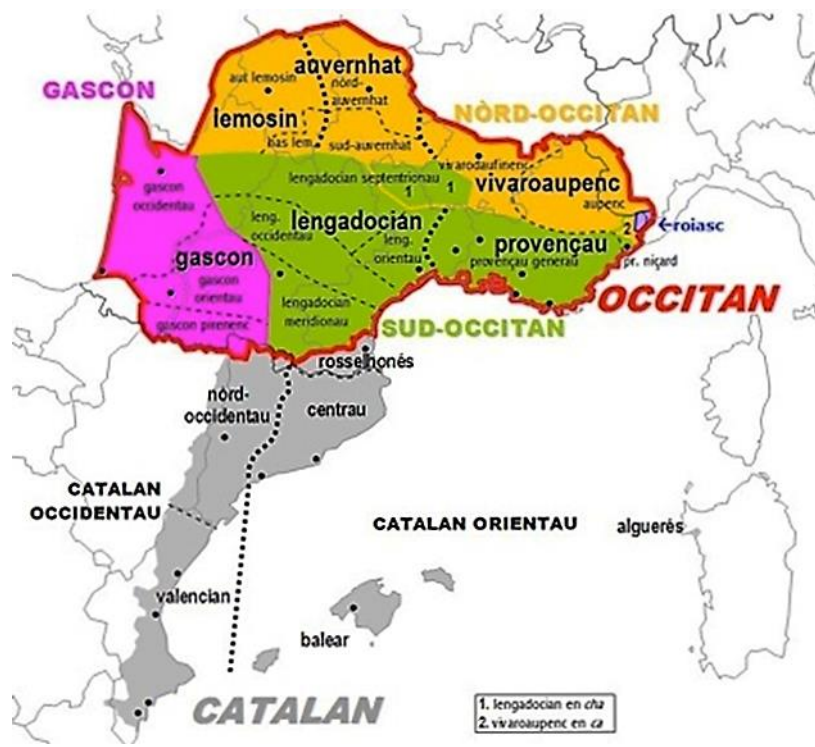 auvernhat
aut lemosin
nòrd-
auvernhat
GASCON
NÒRD-OCCITAN
lemosin
bas lem.
sud-auvernhat
vivarodaufinenc
lengadocian septentrionau
1
1
vivaroaupenc
aupenc
gascon
occidentau
lengadocián
leng.
occidentau
leng.
orientau
provençau
provençau generau
2
←roiasc
pr. niçard
gascon
gascon
orientau
OCCITAN
lengadocian
meridionau
SUD-OCCITAN
gascon pirenenc
rosselhonés
nòrd-
occidentau
centrau
CATALAN
OCCIDENTAU
CATALAN ORIENTAU
alguerés
valencian
balear
CATALAN
1. lengadocian en cha
2. vivaroaupenc en ca